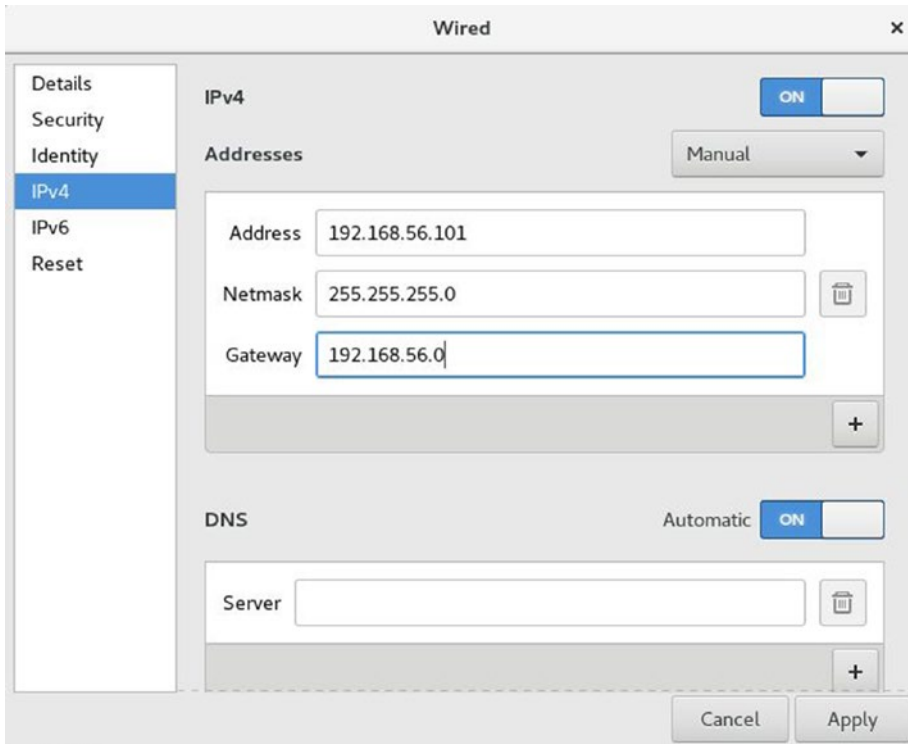 Wired ×
Details
Security
Identity
IPv4
IPv6
Reset
IPv4 ON
Addresses Manual
Address 192.168.56.101
Netmask 255.255.255.0
Gateway 192.168.56.0
+
DNS Automatic ON
Server
+
Cancel Apply